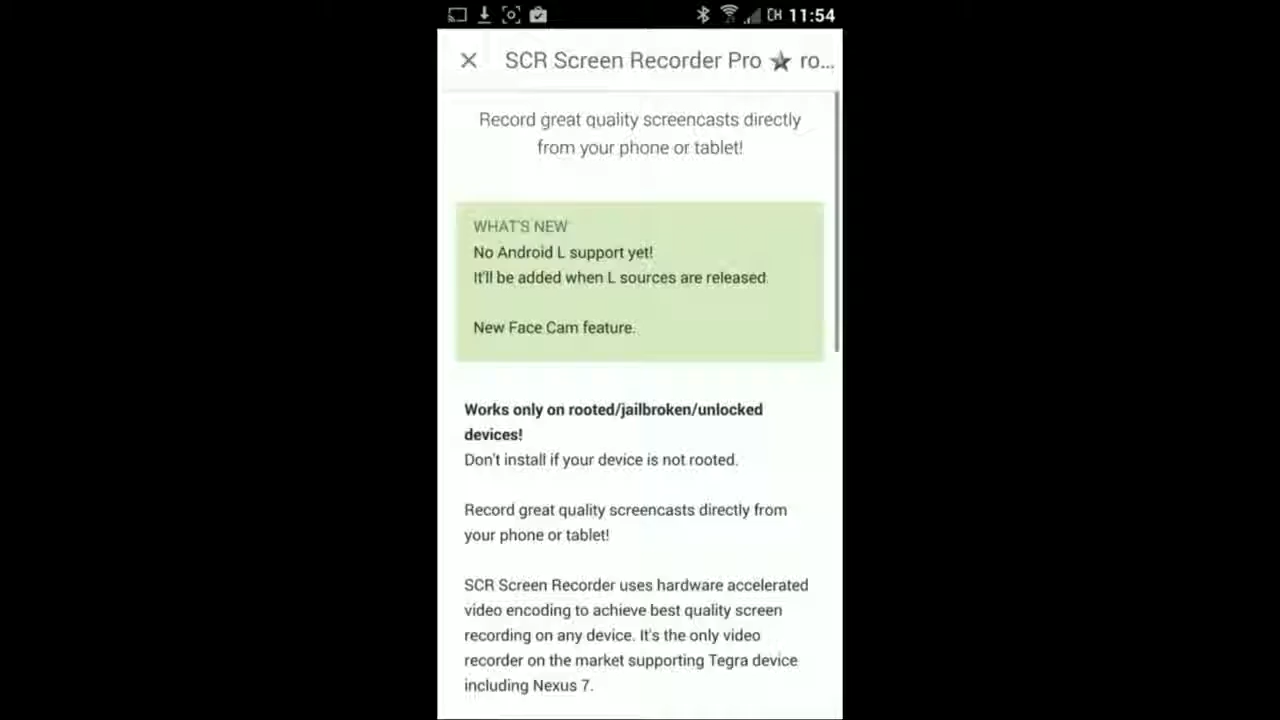 11:54
SCR Screen Recorder Pro ★ ro...
Record great quality screencasts directly
from your phone or tablet!
WHAT'S NEW
No Android L support yet!
It'll be added when L sources are released.
New Face Cam feature.
Works only on rooted/jailbroken/unlocked
devices!
Don't install if your device is not rooted.
Record great quality screencasts directly from
your phone or tablet!
SCR Screen Recorder uses hardware accelerated
video encoding to achieve best quality screen
recording on any device. It's the only video
recorder on the market supporting Tegra device
including Nexus 7.